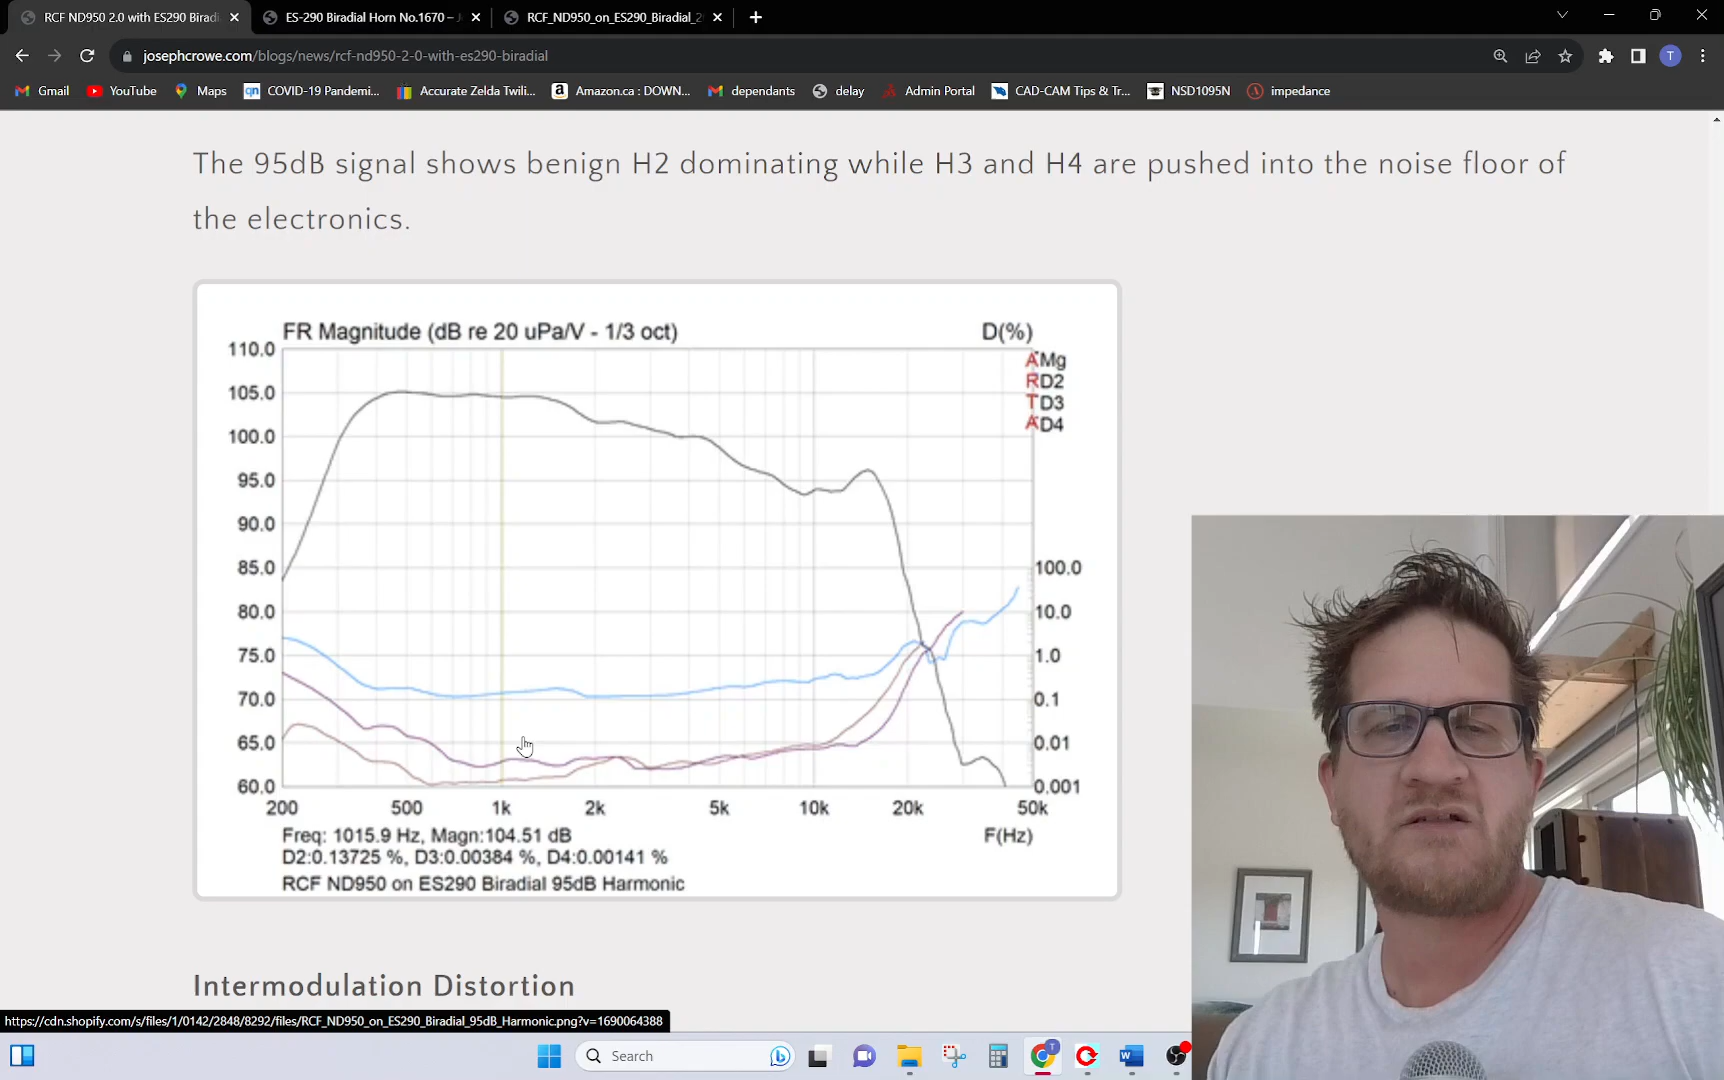 RCF ND950 2.0 with ES290 Biradi
ES-290 Biradial Horn No.1670 –
RCF_ND950_on_ES290_Biradial_
josephcrowe.com/blogs/news/rcf-nd950-2-0-with-es290-biradial
T
Gmail
YouTube
Maps
qn
COVID-19 Pandemi...
Accurate Zelda Twili...
Amazon.ca : DOWN...
dependants
delay
Admin Portal
CAD-CAM Tips & Tr...
NSD1095N
impedance
The 95dB signal shows benign H2 dominating while H3 and H4 are pushed into the noise floor of
the electronics.
FR Magnitude (dB re 20 uPa/V - 1/3 oct)
D(%)
110.0
105.0
100.0
95.0
90.0
85.0
80.0
75.0
70.0
65.0
60.0
A Mg
R D2
T D3
A D4
100.0
10.0
1.0
0.1
0.01
0.001
200 500 1k 2k 5k 10k 20k 50k
Freq: 1015.9 Hz, Magn:104.51 dB
F(Hz)
D2:0.13725 %, D3:0.00384 %, D4:0.00141 %
RCF ND950 on ES290 Biradial 95dB Harmonic
Intermodulation Distortion
https://cdn.shopify.com/s/files/1/0142/2848/8292/files/RCF_ND950_on_ES290_Biradial_95dB_Harmonic.png?v=1690064388
Search